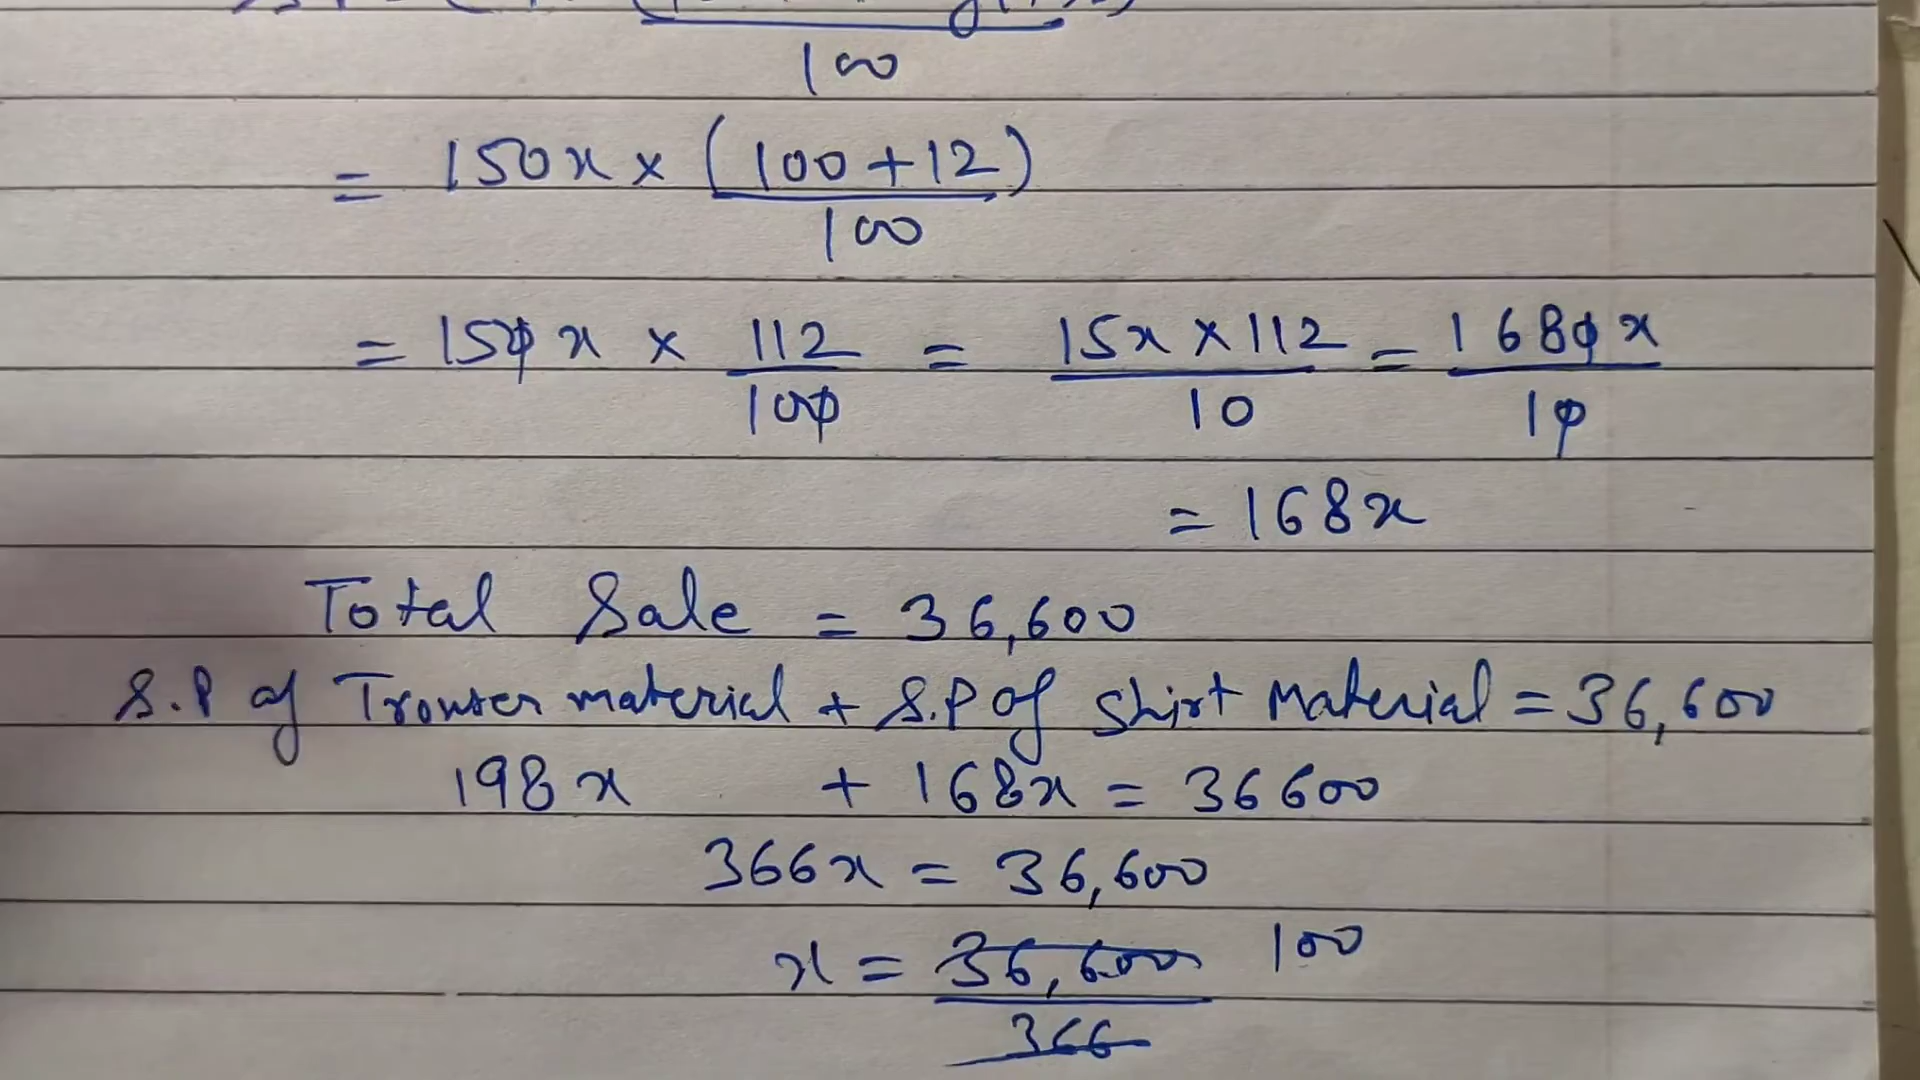 100
= 150x × (100+12)
100
= 150x × 112 = 15x × 112 = 1680x
100 10 10
= 168x
Total Sale = 36,600
S.P of Trouser material + S.P of Shirt Material = 36,600
198x + 168x = 36600
366x = 36,600
x = 36,600 100
366